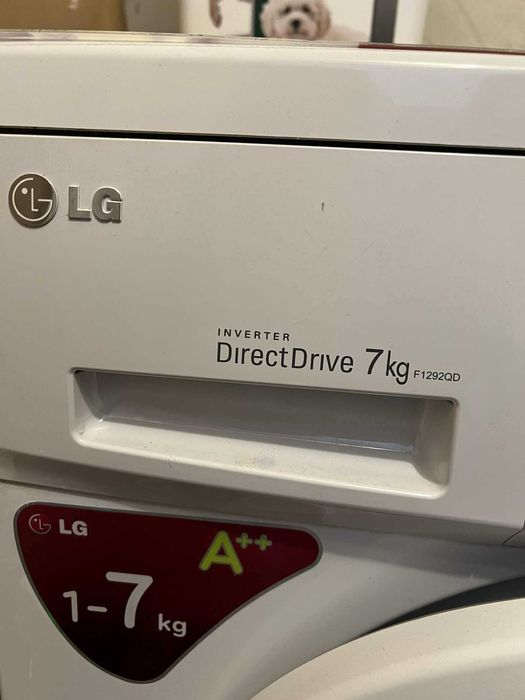 LG
INVERTER
DirectDrive 7kg F1292QD
LG
A++
1-7 kg